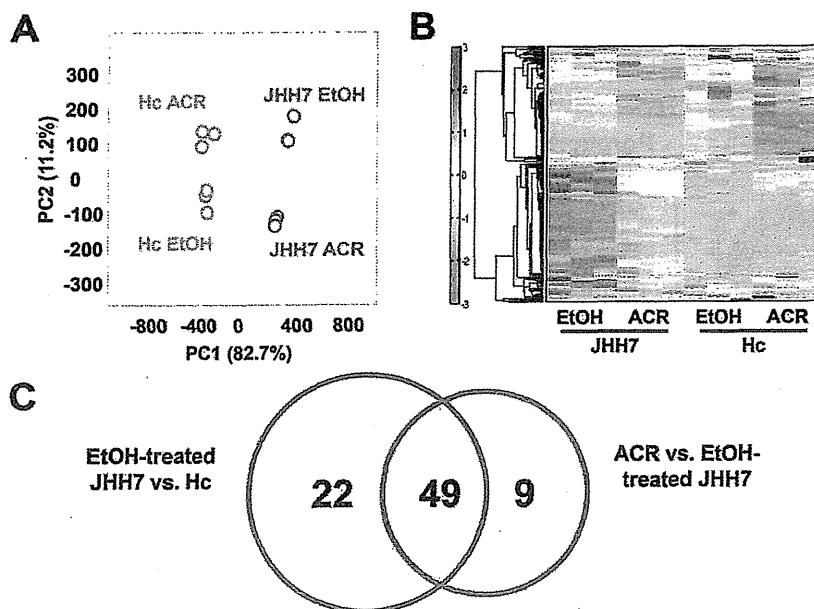 A
PC2 (11.2%)
300
200
100
0
-100
-200
-300
Hc ACR
JHH7 EtOH
Hc EtOH
JHH7 ACR
-800 -400 0 400 800
PC1 (82.7%)
B
3
2
1
0
-1
-2
-3
EtOH ACR EtOH ACR
JHH7 Hc
C
EtOH-treated
JHH7 vs. Hc
22 49 9
ACR vs. EtOH-
treated JHH7